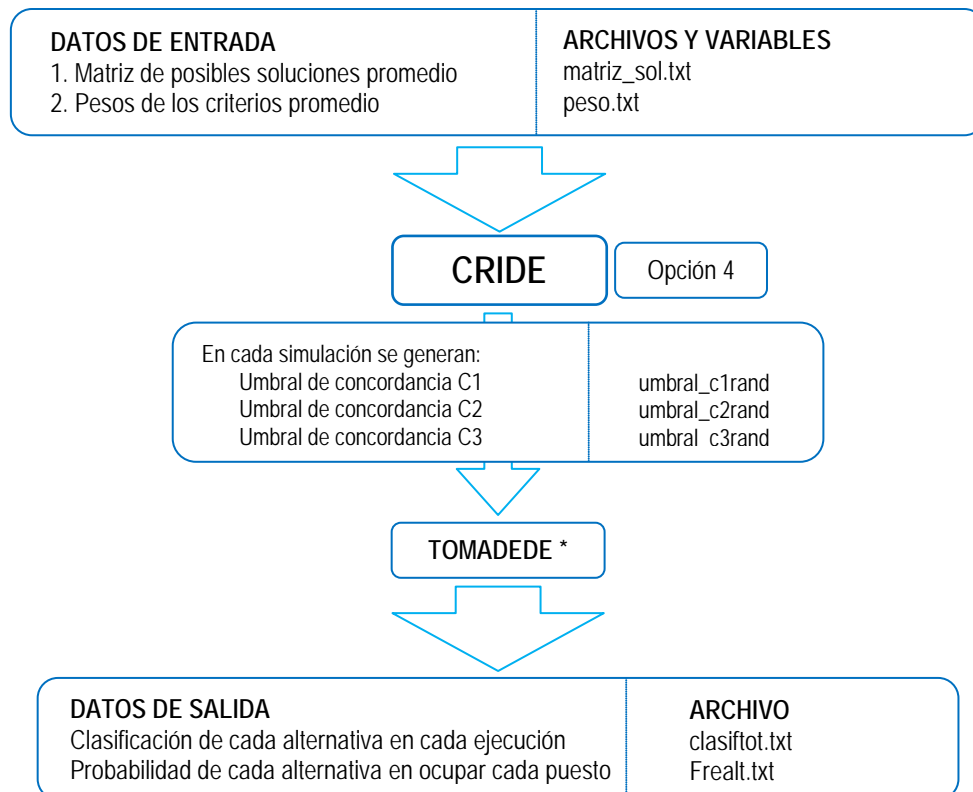 DATOS DE ENTRADA
1. Matriz de posibles soluciones promedio
2. Pesos de los criterios promedio
ARCHIVOS Y VARIABLES
matriz_sol.txt
peso.txt
CRIDE
Opción 4
En cada simulación se generan:
Umbral de concordancia C1
Umbral de concordancia C2
Umbral de concordancia C3
umbral_c1rand
umbral_c2rand
umbral c3rand
TOMADEDE *
DATOS DE SALIDA
Clasificación de cada alternativa en cada ejecución
Probabilidad de cada alternativa en ocupar cada puesto
ARCHIVO
clasiftot.txt
Frealt.txt